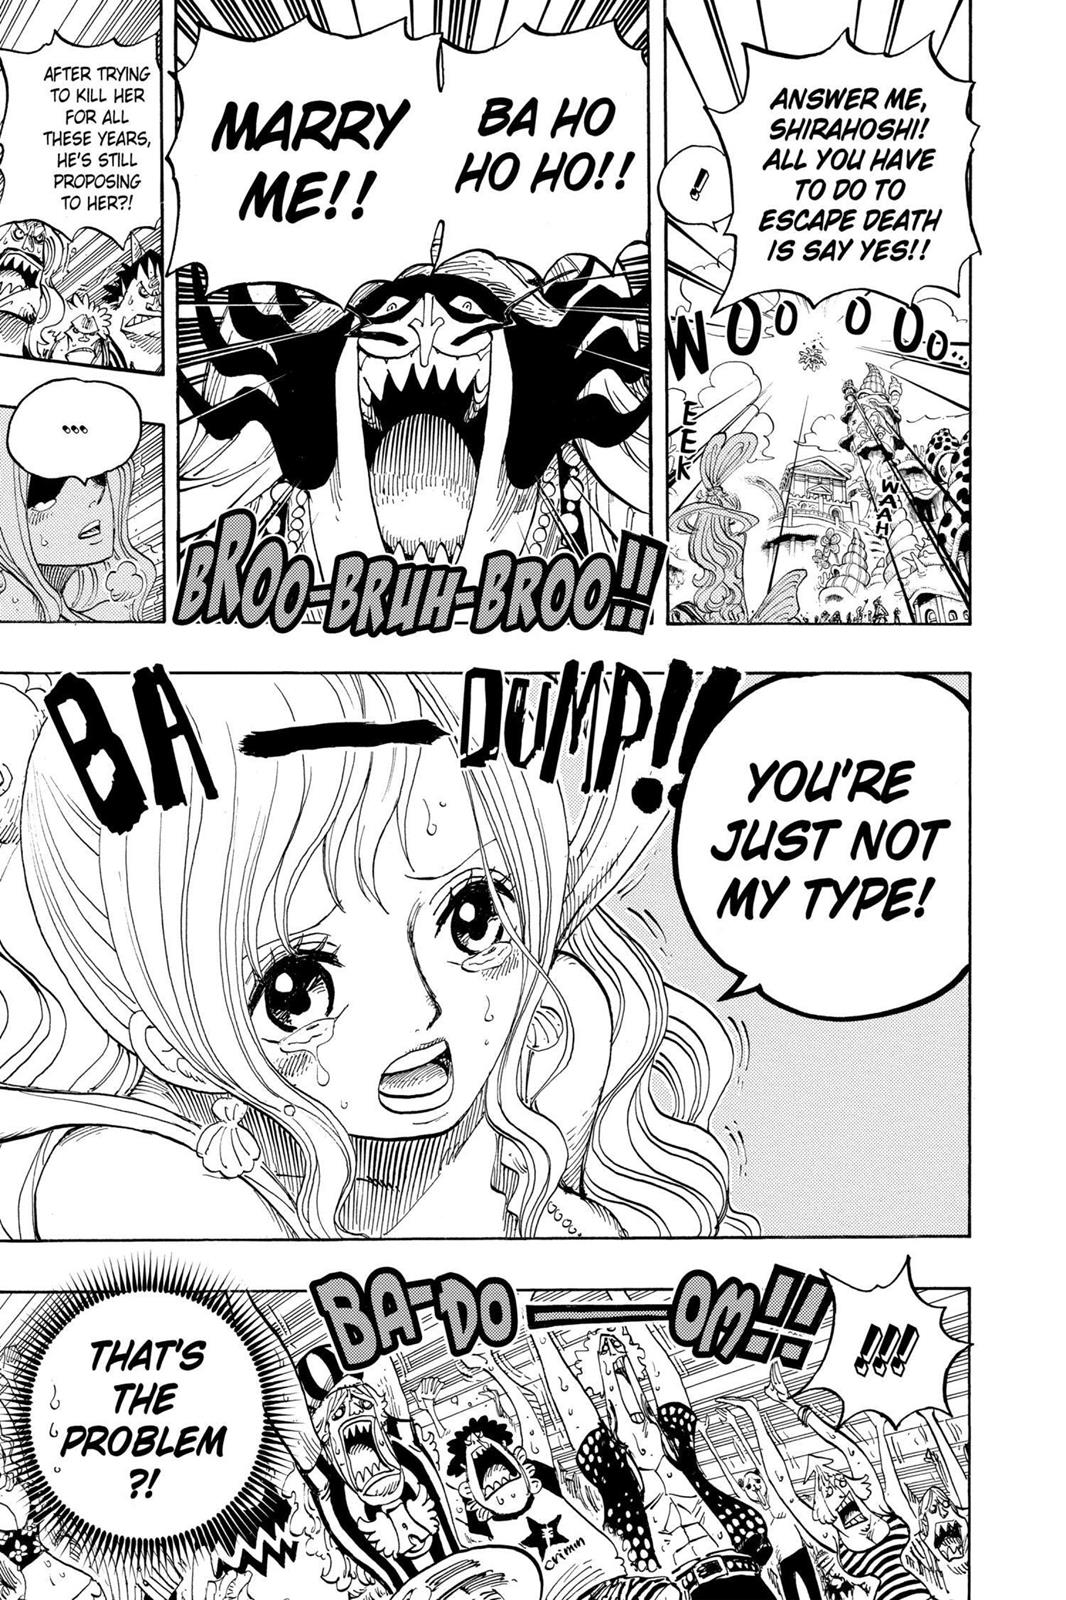 ANSWER ME,
SHIRAHOSHI!
ALL YOU HAVE
TO DO TO
ESCAPE DEATH
IS SAY YES!!
!
WOO OOO...
EEK
WAAH
BA HO
HO HO!!
MARRY
ME!!
BROO-BRUH-BROO!!
AFTER TRYING
TO KILL HER
FOR ALL
THESE YEARS,
HE'S STILL
PROPOSING
TO HER?!
...
BA — DUMP!!
YOU'RE
JUST NOT
MY TYPE!
!!!
BA-DO—OM!!
THAT'S
THE
PROBLEM
?!
crimin